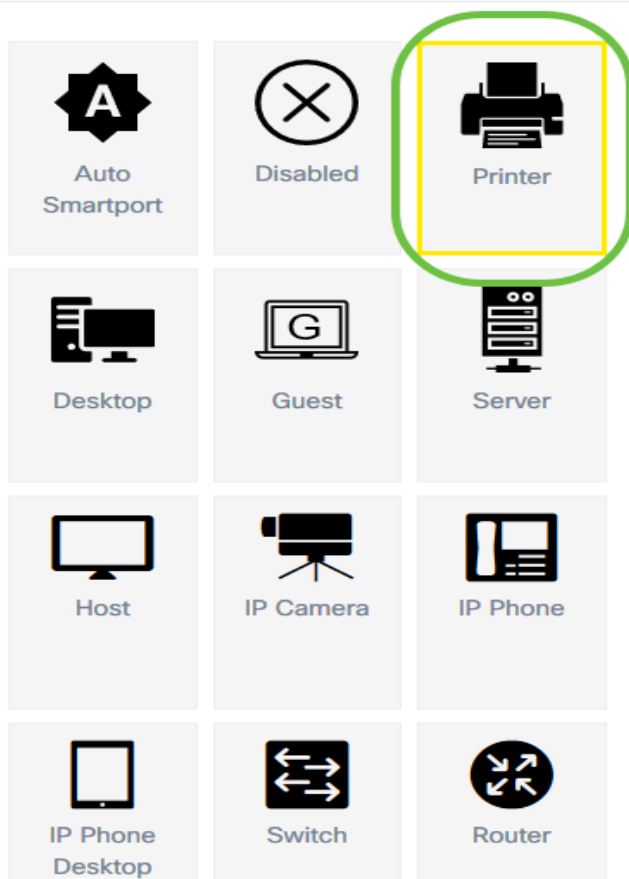 A
Auto
Smartport
Disabled
Printer
Desktop
G
Guest
Server
Host
IP Camera
IP Phone
IP Phone
Desktop
Switch
Router